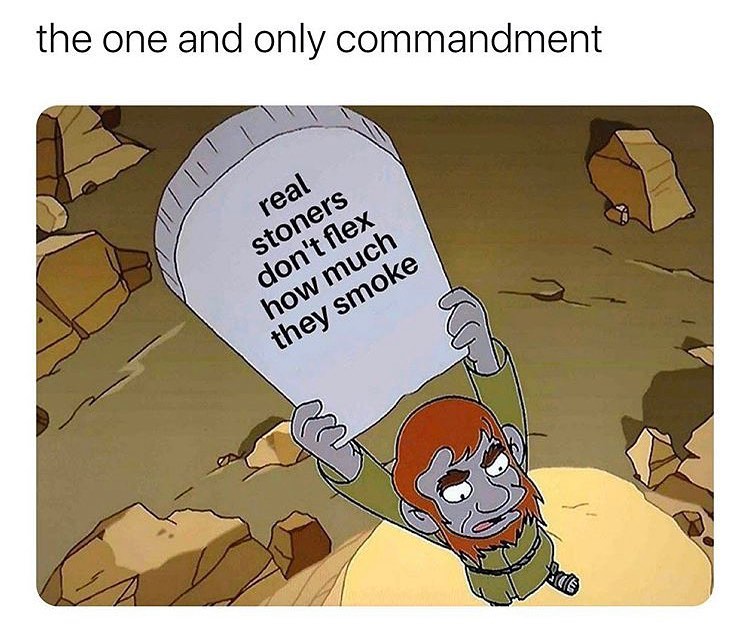 the one and only commandment
real
stoners
don't flex
how much
they smoke